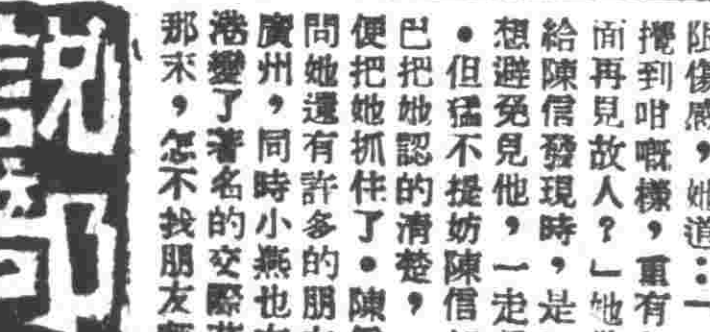 阻傷感，她道：「
攪到咁嘅樣，重有
面再見故人？」她
給陳信發現時，是
想避免見他，一走
．但猛不提妨陳信
巴把她認的清楚，
便把她抓住了．陳
問她還有許多的朋
廣州，同時小燕也
港變了著名的交際
那末，怎不找朋友